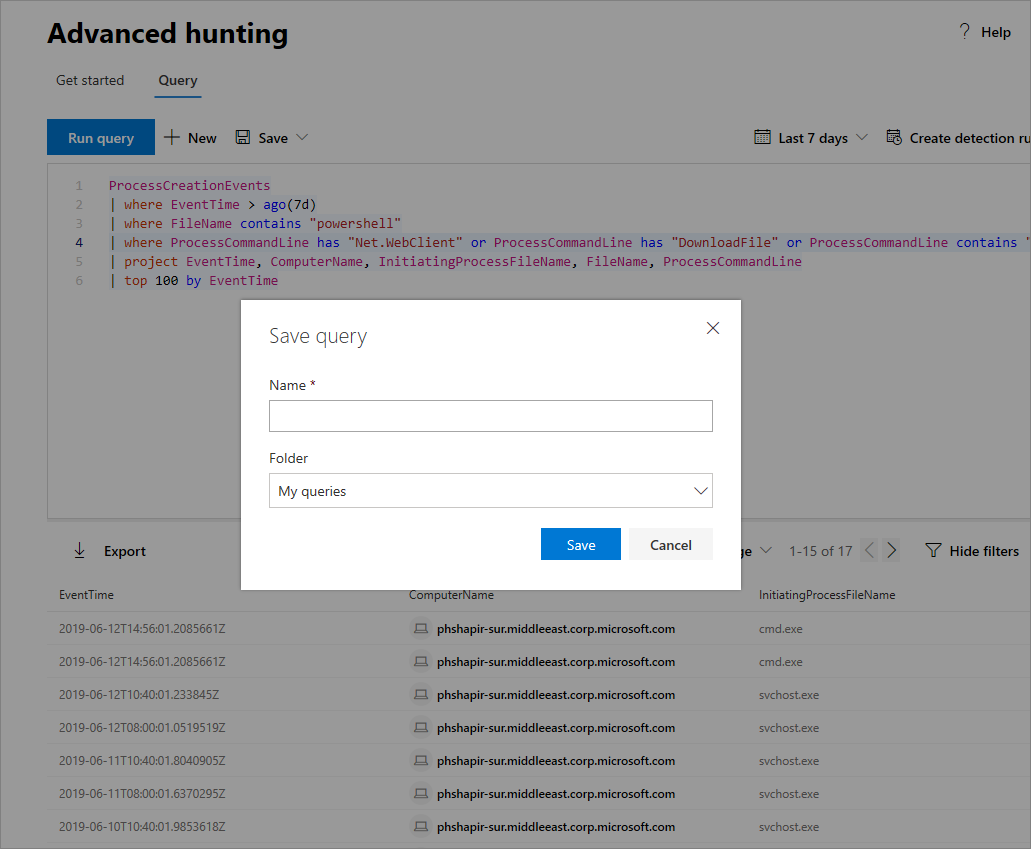 Advanced hunting
? Help
Get started Query
Run query New Save Last 7 days Create detection
1 ProcessCreationEvents
2 | where EventTime > ago(7d)
3 | where FileName contains "powershell"
4 | where ProcessCommandLine has "Net.WebClient" or ProcessCommandLine has "DownloadFile" or ProcessCommandLine contains "
5 | project EventTime, ComputerName, InitiatingProcessFileName, FileName, ProcessCommandLine
6 | top 100 by EventTime
Save query
Name *
Folder
My queries
Save Cancel
Export 1-15 of 17 Hide filters
EventTime ComputerName InitiatingProcessFileName
2019-06-12T14:56:01.2085661Z phshapir-sur.middleeast.corp.microsoft.com cmd.exe
2019-06-12T14:56:01.2085661Z phshapir-sur.middleeast.corp.microsoft.com cmd.exe
2019-06-12T10:40:01.233845Z phshapir-sur.middleeast.corp.microsoft.com svchost.exe
2019-06-12T08:00:01.0519519Z phshapir-sur.middleeast.corp.microsoft.com svchost.exe
2019-06-11T10:40:01.8040905Z phshapir-sur.middleeast.corp.microsoft.com svchost.exe
2019-06-11T08:00:01.6370295Z phshapir-sur.middleeast.corp.microsoft.com svchost.exe
2019-06-10T10:40:01.9853618Z phshapir-sur.middleeast.corp.microsoft.com svchost.exe